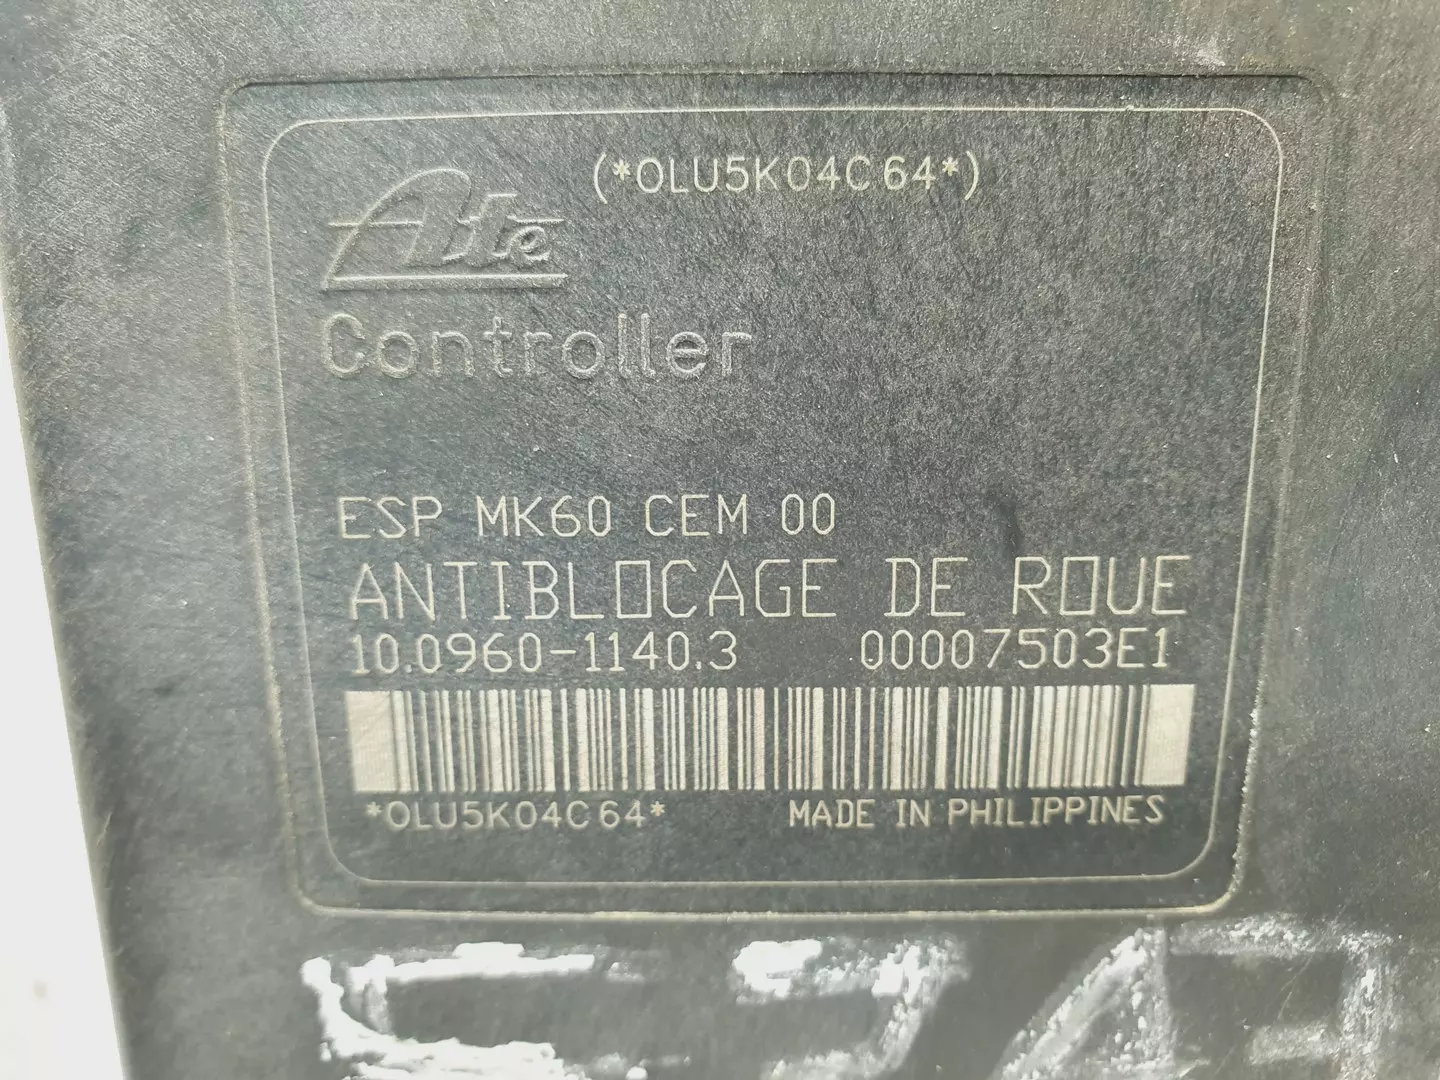 (*OLU5K04C64*)
Ate
Controller
ESP MK60 CEM 00
ANTIBLOCAGE DE ROUE
10.0960-1140.3 00007503E1
*OLU5K04C64* MADE IN PHILIPPINES